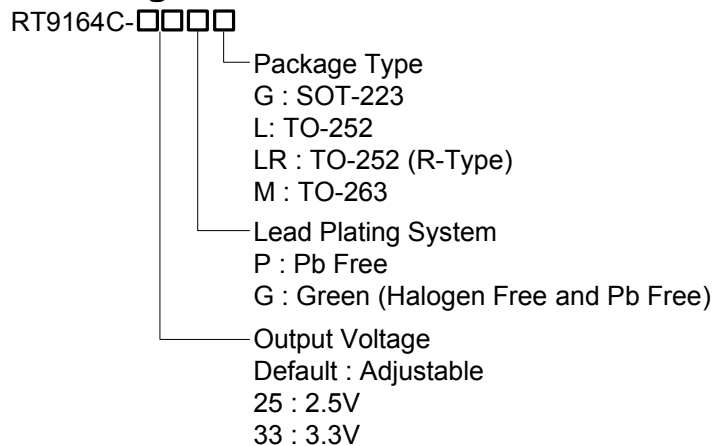 RT9164C-□□□□
Package Type
G : SOT-223
L: TO-252
LR : TO-252 (R-Type)
M : TO-263
Lead Plating System
P : Pb Free
G : Green (Halogen Free and Pb Free)
Output Voltage
Default : Adjustable
25 : 2.5V
33 : 3.3V